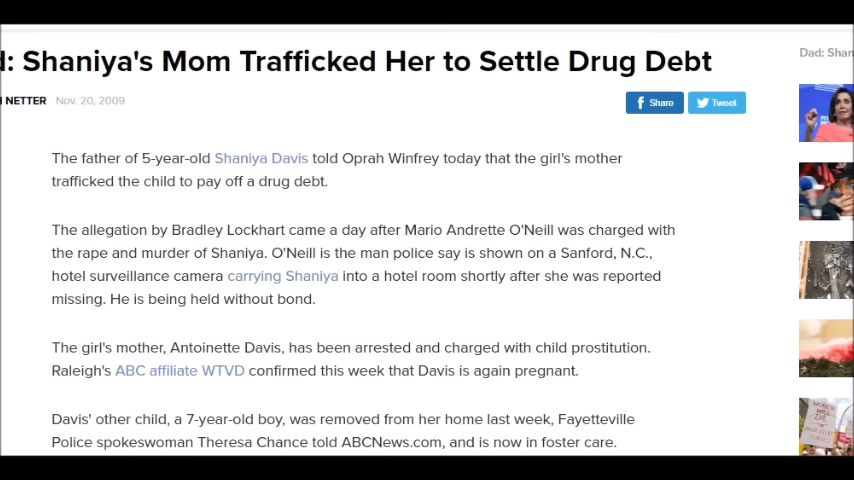 d: Shaniya's Mom Trafficked Her to Settle Drug Debt
Dad: Shan
NETTER Nov. 20, 2009
Share
Tweet
The father of 5-year-old Shaniya Davis told Oprah Winfrey today that the girl's mother
trafficked the child to pay off a drug debt.
The allegation by Bradley Lockhart came a day after Mario Andrette O'Neill was charged with
the rape and murder of Shaniya. O'Neill is the man police say is shown on a Sanford, N.C.,
hotel surveillance camera carrying Shaniya into a hotel room shortly after she was reported
missing. He is being held without bond.
The girl's mother, Antoinette Davis, has been arrested and charged with child prostitution.
Raleigh's ABC affiliate WTVD confirmed this week that Davis is again pregnant.
Davis' other child, a 7-year-old boy, was removed from her home last week, Fayetteville
Police spokeswoman Theresa Chance told ABCNews.com, and is now in foster care.